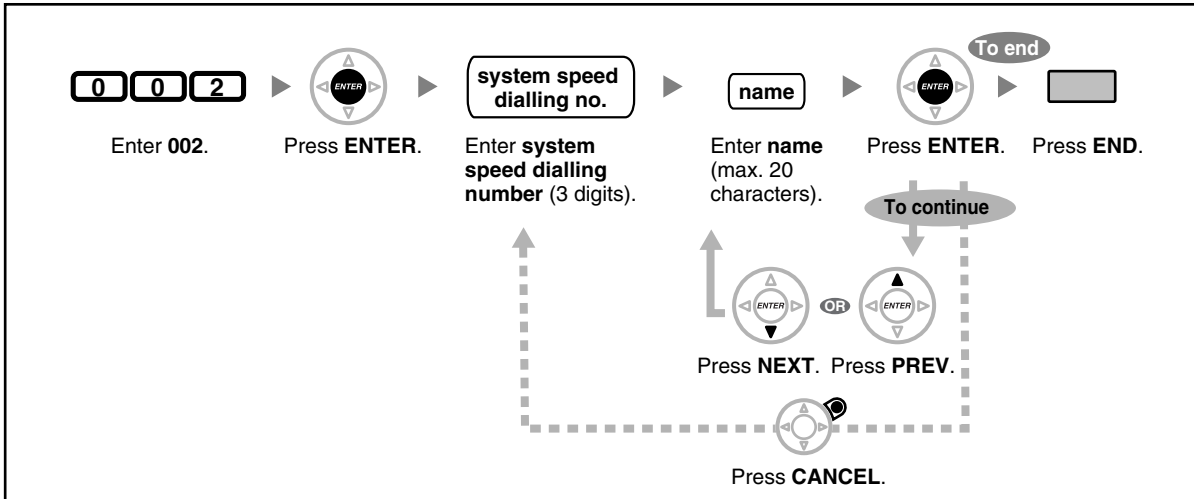 To end
0 0 2
ENTER
system speed
dialling no.
name
ENTER
Enter 002.
Press ENTER.
Enter system
speed dialling
number (3 digits).
Enter name
(max. 20
characters).
Press ENTER.
Press END.
To continue
ENTER
OR
ENTER
Press NEXT.
Press PREV.
Press CANCEL.